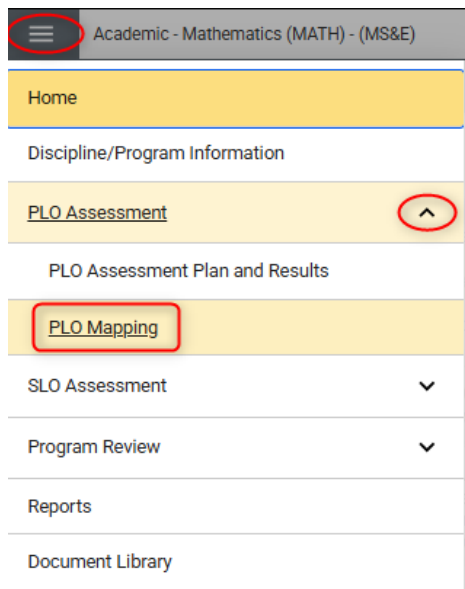 Academic - Mathematics (MATH) - (MS&E)
Home
Discipline/Program Information
PLO Assessment
PLO Assessment Plan and Results
PLO Mapping
SLO Assessment
Program Review
Reports
Document Library